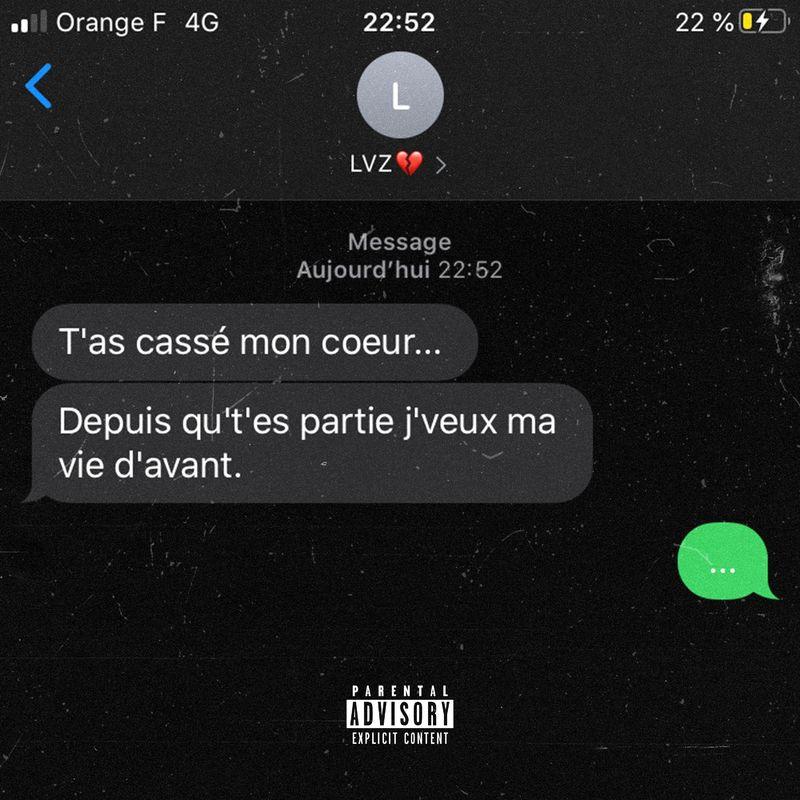 Orange F 4G 22:52 22 %
L
LVZ💔 >
Message
Aujourd'hui 22:52
T'as cassé mon coeur...
Depuis qu't'es partie j'veux ma
vie d'avant.
...
PARENTAL
ADVISORY
EXPLICIT CONTENT